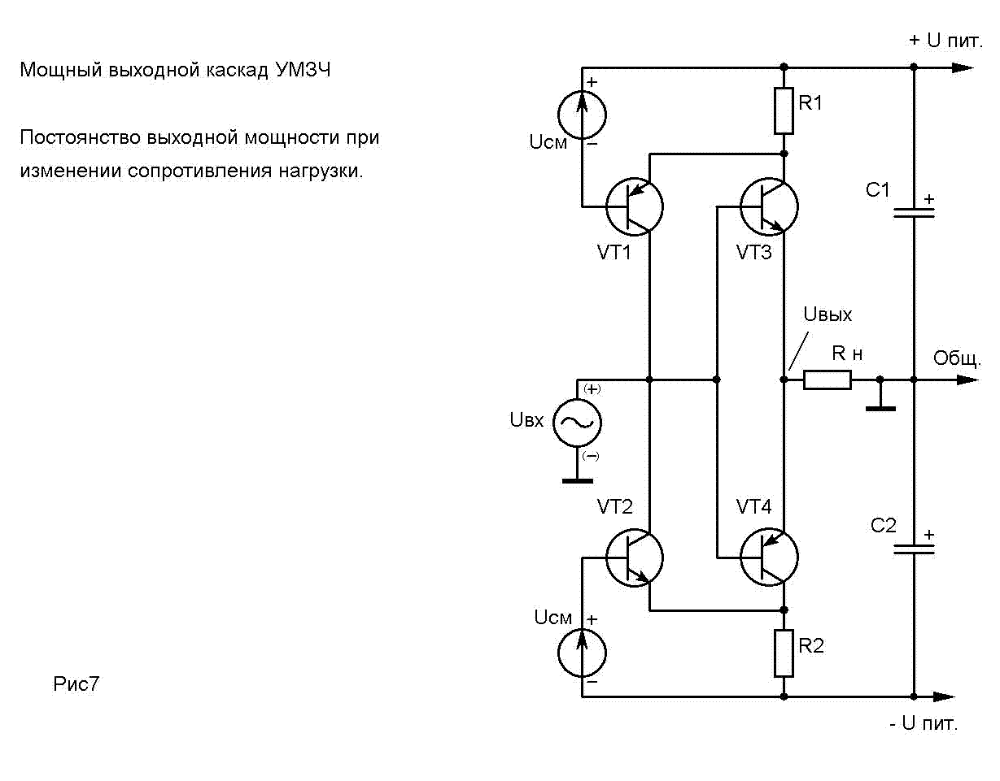 + U пит.
Мощный выходной каскад УМЗЧ
+
R1
Постоянство выходной мощности при
Uсм
−
изменении сопротивления нагрузки.
C1
+
VT1
VT3
Uвых
R н
Общ.
(+)
Uвх
(−)
VT2
VT4
C2
+
Uсм
+
R2
−
Рис7
- U пит.